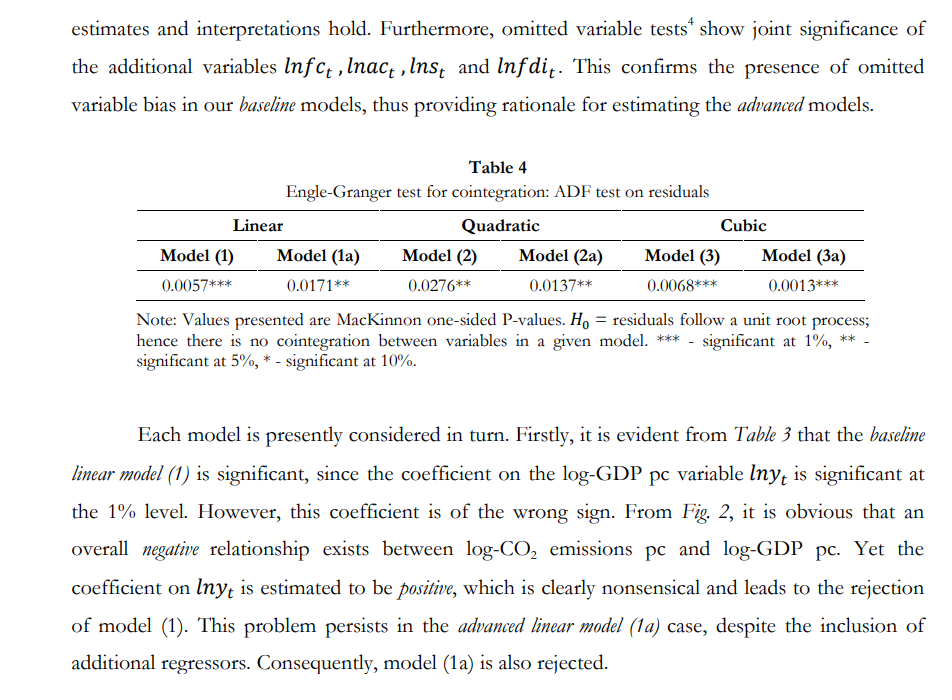 estimates and interpretations hold. Furthermore, omitted variable tests⁴ show joint significance of
the additional variables lnfcₜ , lnacₜ , lnsₜ and lnfdiₜ. This confirms the presence of omitted
variable bias in our baseline models, thus providing rationale for estimating the advanced models.
Table 4
Engle-Granger test for cointegration: ADF test on residuals
Linear Quadratic Cubic
Model (1) Model (1a) Model (2) Model (2a) Model (3) Model (3a)
0.0057*** 0.0171** 0.0276** 0.0137** 0.0068*** 0.0013***
Note: Values presented are MacKinnon one-sided P-values. H₀ = residuals follow a unit root process;
hence there is no cointegration between variables in a given model. *** - significant at 1%, ** -
significant at 5%, * - significant at 10%.
Each model is presently considered in turn. Firstly, it is evident from Table 3 that the baseline
linear model (1) is significant, since the coefficient on the log-GDP pc variable lnyₜ is significant at
the 1% level. However, this coefficient is of the wrong sign. From Fig. 2, it is obvious that an
overall negative relationship exists between log-CO₂ emissions pc and log-GDP pc. Yet the
coefficient on lnyₜ is estimated to be positive, which is clearly nonsensical and leads to the rejection
of model (1). This problem persists in the advanced linear model (1a) case, despite the inclusion of
additional regressors. Consequently, model (1a) is also rejected.